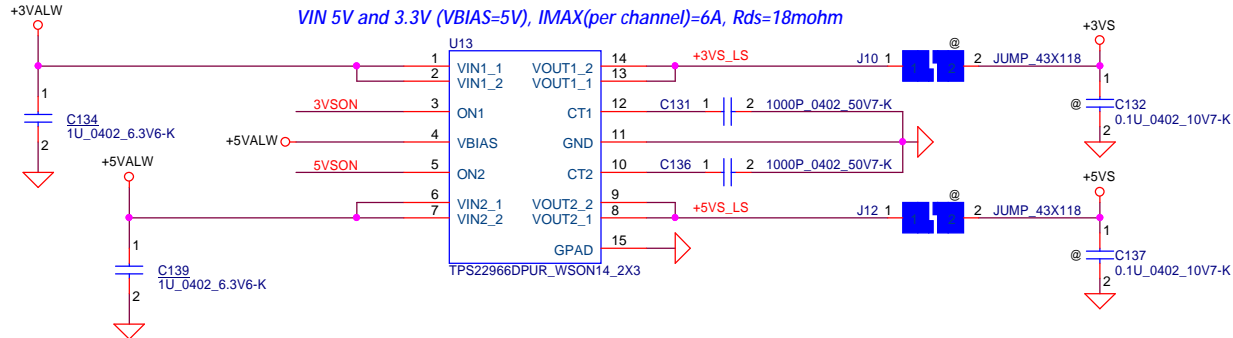 VIN 5V and 3.3V (VBIAS=5V), IMAX(per channel)=6A, Rds=18mohm
+3VALW
+3VS
U13
@
1 VIN1_1 VOUT1_2 14 +3VS_LS J10 1 1 2 2 JUMP_43X118
2 VIN1_2 VOUT1_1 13
1
C134
1U_0402_6.3V6-K
2
3VSON 3 ON1 CT1 12 C131 1 2 1000P_0402_50V7-K
1
@ C132
0.1U_0402_10V7-K
2
+5VALW 4 VBIAS GND 11
5VSON 5 ON2 CT2 10 C136 1 2 1000P_0402_50V7-K
+5VALW
+5VS
6 VIN2_1 VOUT2_2 9
@
7 VIN2_2 VOUT2_1 8 +5VS_LS J12 1 1 2 2 JUMP_43X118
GPAD 15
TPS22966DPUR_WSON14_2X3
1
C139
1U_0402_6.3V6-K
2
1
@ C137
0.1U_0402_10V7-K
2